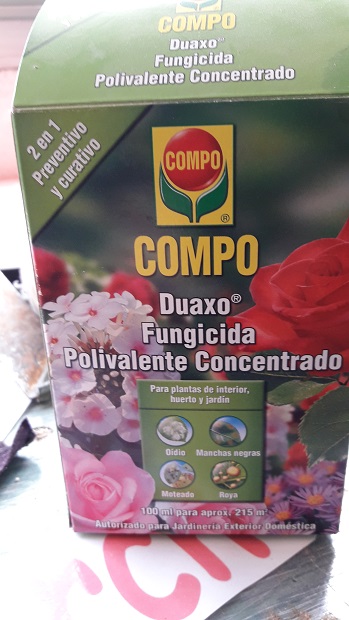 COMPO
Duaxo®
Fungicida
Polivalente Concentrado
2 en 1
Preventivo
y curativo
COMPO
®
COMPO
Duaxo®
Fungicida
Polivalente Concentrado
Para plantas de interior,
huerto y jardín
Oídio
Manchas negras
Moteado
Roya
100 ml para aprox. 215 m²
Autorizado para Jardinería Exterior Doméstica